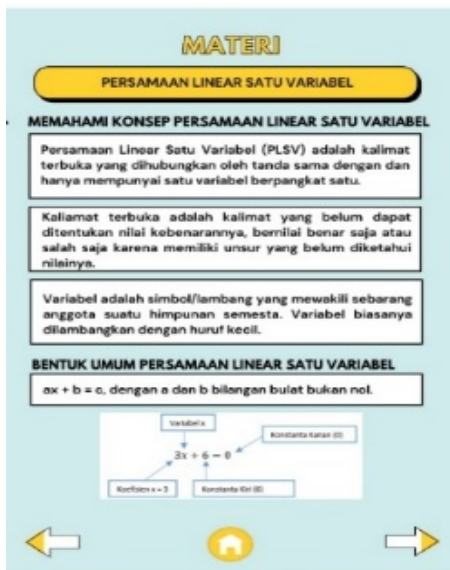 MATERI
PERSAMAAN LINEAR SATU VARIABEL
MEMAHAMI KONSEP PERSAMAAN LINEAR SATU VARIABEL
Persamaan Linear Satu Variabel (PLSV) adalah kalimat
terbuka yang dihubungkan oleh tanda sama dengan dan
hanya mempunyai satu variabel berpangkat satu.
Kaliamat terbuka adalah kalimat yang belum dapat
ditentukan nilai kebenarannya, bernilai benar saja atau
salah saja karena memiliki unsur yang belum diketahui
nilainya.
Variabel adalah simbol/lambang yang mewakili sebarang
anggota suatu himpunan semesta. Variabel biasanya
dilambangkan dengan huruf kecil.
BENTUK UMUM PERSAMAAN LINEAR SATU VARIABEL
ax + b = c, dengan a dan b bilangan bulat bukan nol.
Variabel x
Konstanta Kanan (0)
3x + 6 = 0
Koefisien x = 3
Konstanta Kiri (6)